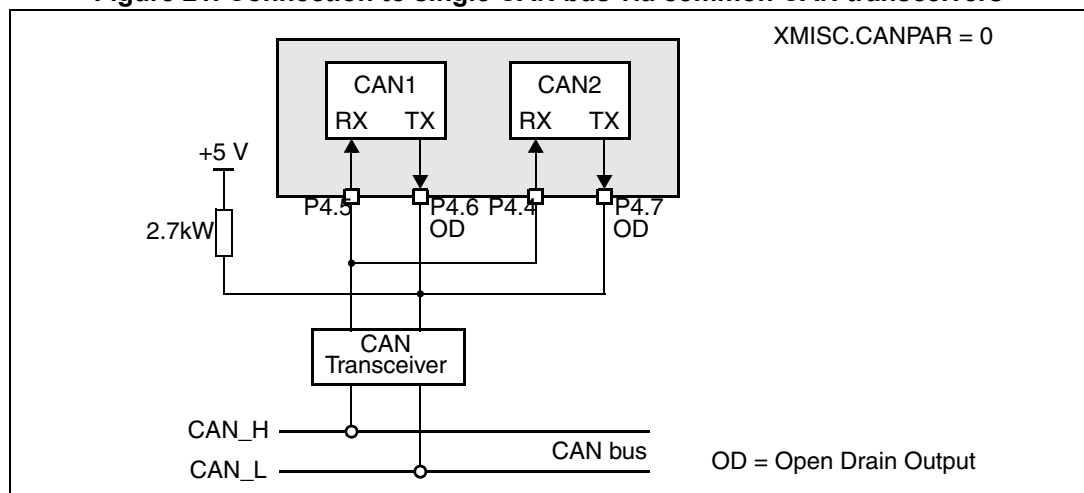 Figure 21. Connection to single CAN bus via common CAN transceivers
XMISC.CANPAR = 0
CAN1
CAN2
RX TX
RX TX
+5 V
P4.5
P4.6
P4.4
P4.7
OD
OD
2.7kW
CAN
Transceiver
CAN_H
CAN bus
CAN_L
OD = Open Drain Output